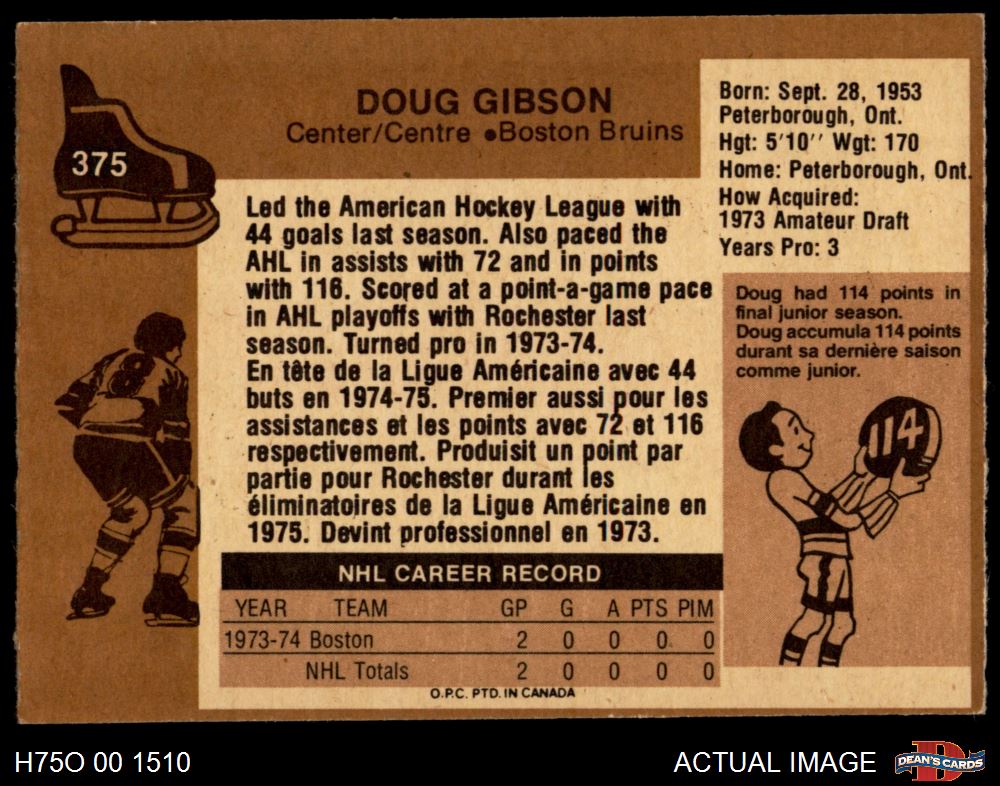 375
DOUG GIBSON
Center/Centre ●Boston Bruins
Born: Sept. 28, 1953
Peterborough, Ont.
Hgt: 5'10'' Wgt: 170
Home: Peterborough, Ont.
How Acquired:
1973 Amateur Draft
Years Pro: 3
Led the American Hockey League with
44 goals last season. Also paced the
AHL in assists with 72 and in points
with 116. Scored at a point-a-game pace
in AHL playoffs with Rochester last
season. Turned pro in 1973-74.
En tête de la Ligue Américaine avec 44
buts en 1974-75. Premier aussi pour les
assistances et les points avec 72 et 116
respectivement. Produisit un point par
partie pour Rochester durant les
éliminatoires de la Ligue Américaine en
1975. Devint professionnel en 1973.
Doug had 114 points in
final junior season.
Doug accumula 114 points
durant sa dernière saison
comme junior.
8
114
NHL CAREER RECORD
YEAR TEAM GP G A PTS PIM
1973-74 Boston 2 0 0 0 0
NHL Totals 2 0 0 0 0
O.P.C. PTD. IN CANADA
H75O 00 1510
ACTUAL IMAGE
D
DEAN'S CARDS